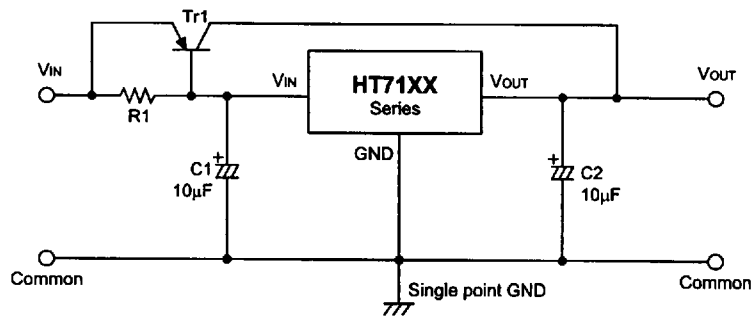 Tr1
VIN
R1
VIN
HT71XX
Series
VOUT
VOUT
GND
C1
10μF
C2
10μF
Common
Single point GND
Common